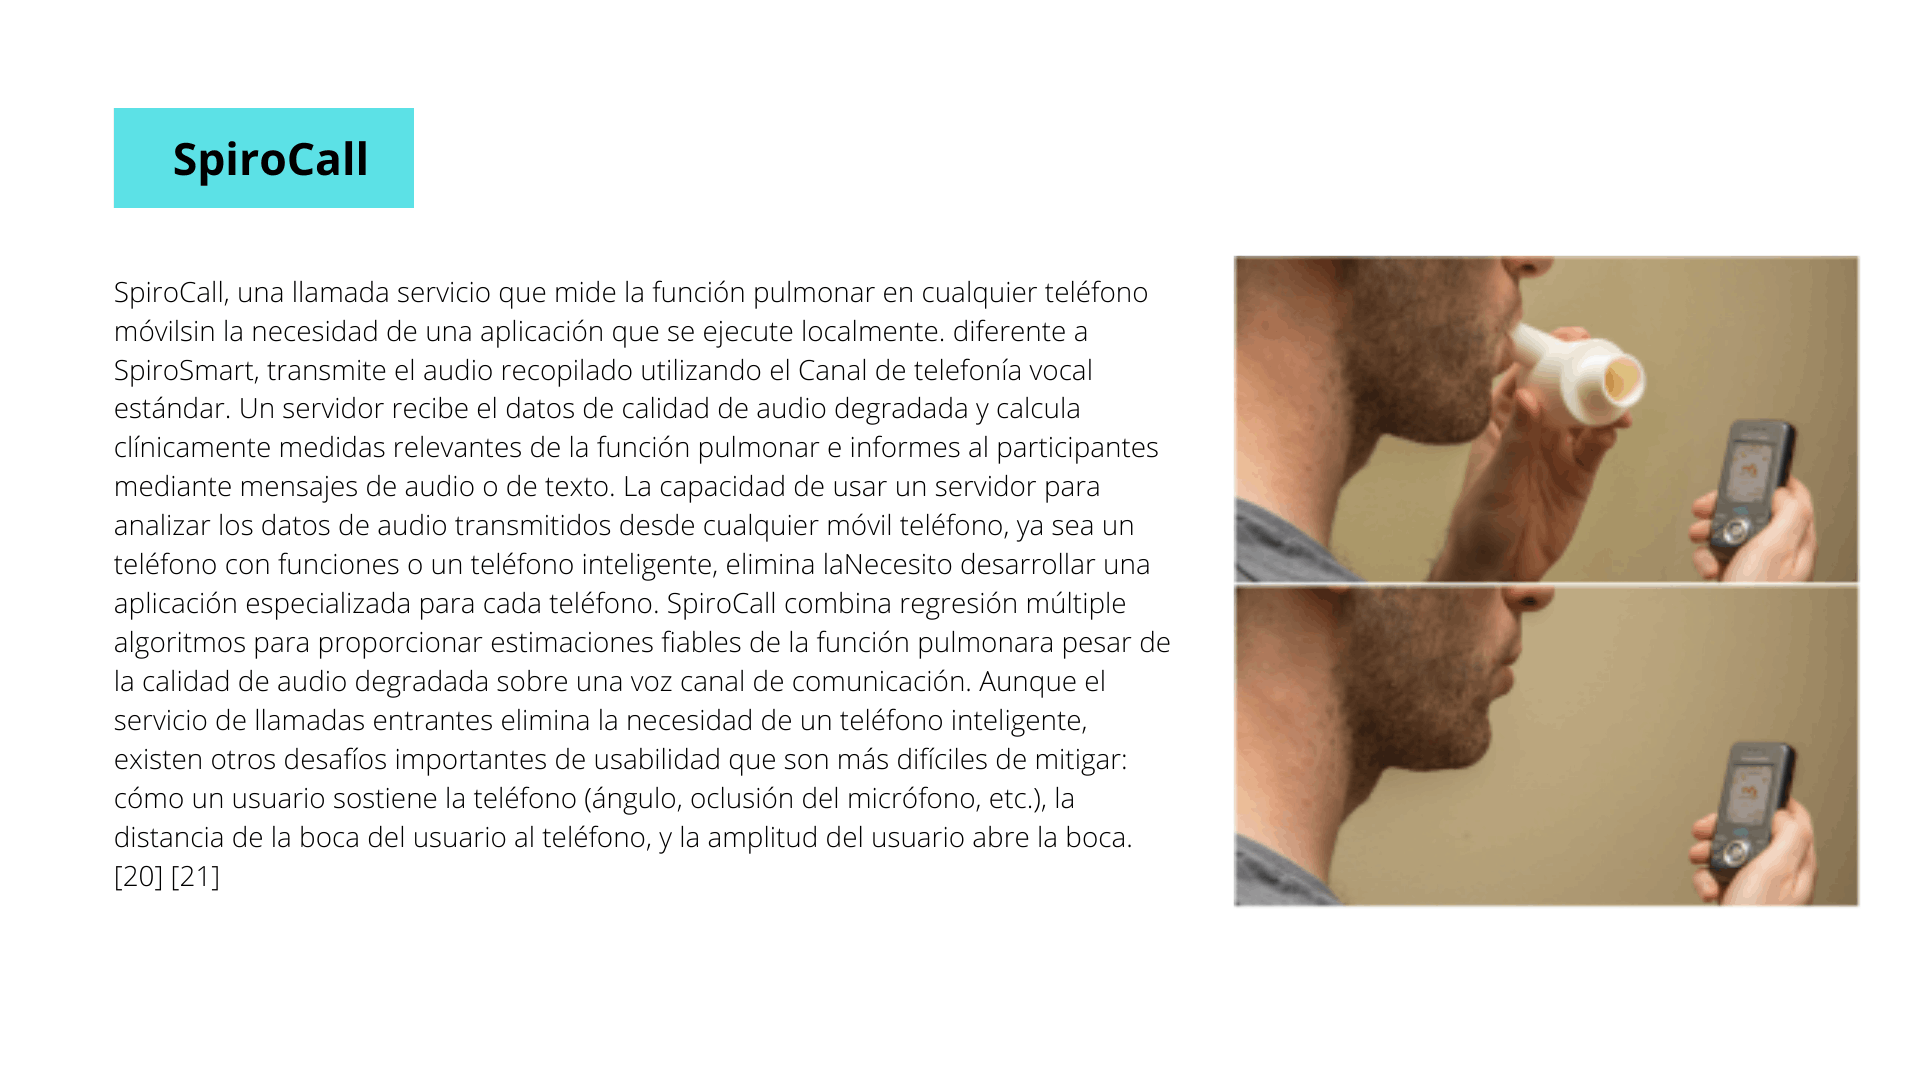 SpiroCall
SpiroCall, una llamada servicio que mide la función pulmonar en cualquier teléfono
móvilsin la necesidad de una aplicación que se ejecute localmente. diferente a
SpiroSmart, transmite el audio recopilado utilizando el Canal de telefonía vocal
estándar. Un servidor recibe el datos de calidad de audio degradada y calcula
clínicamente medidas relevantes de la función pulmonar e informes al participantes
mediante mensajes de audio o de texto. La capacidad de usar un servidor para
analizar los datos de audio transmitidos desde cualquier móvil teléfono, ya sea un
teléfono con funciones o un teléfono inteligente, elimina laNecesito desarrollar una
aplicación especializada para cada teléfono. SpiroCall combina regresión múltiple
algoritmos para proporcionar estimaciones fiables de la función pulmonara pesar de
la calidad de audio degradada sobre una voz canal de comunicación. Aunque el
servicio de llamadas entrantes elimina la necesidad de un teléfono inteligente,
existen otros desafíos importantes de usabilidad que son más difíciles de mitigar:
cómo un usuario sostiene la teléfono (ángulo, oclusión del micrófono, etc.), la
distancia de la boca del usuario al teléfono, y la amplitud del usuario abre la boca.
[20] [21]